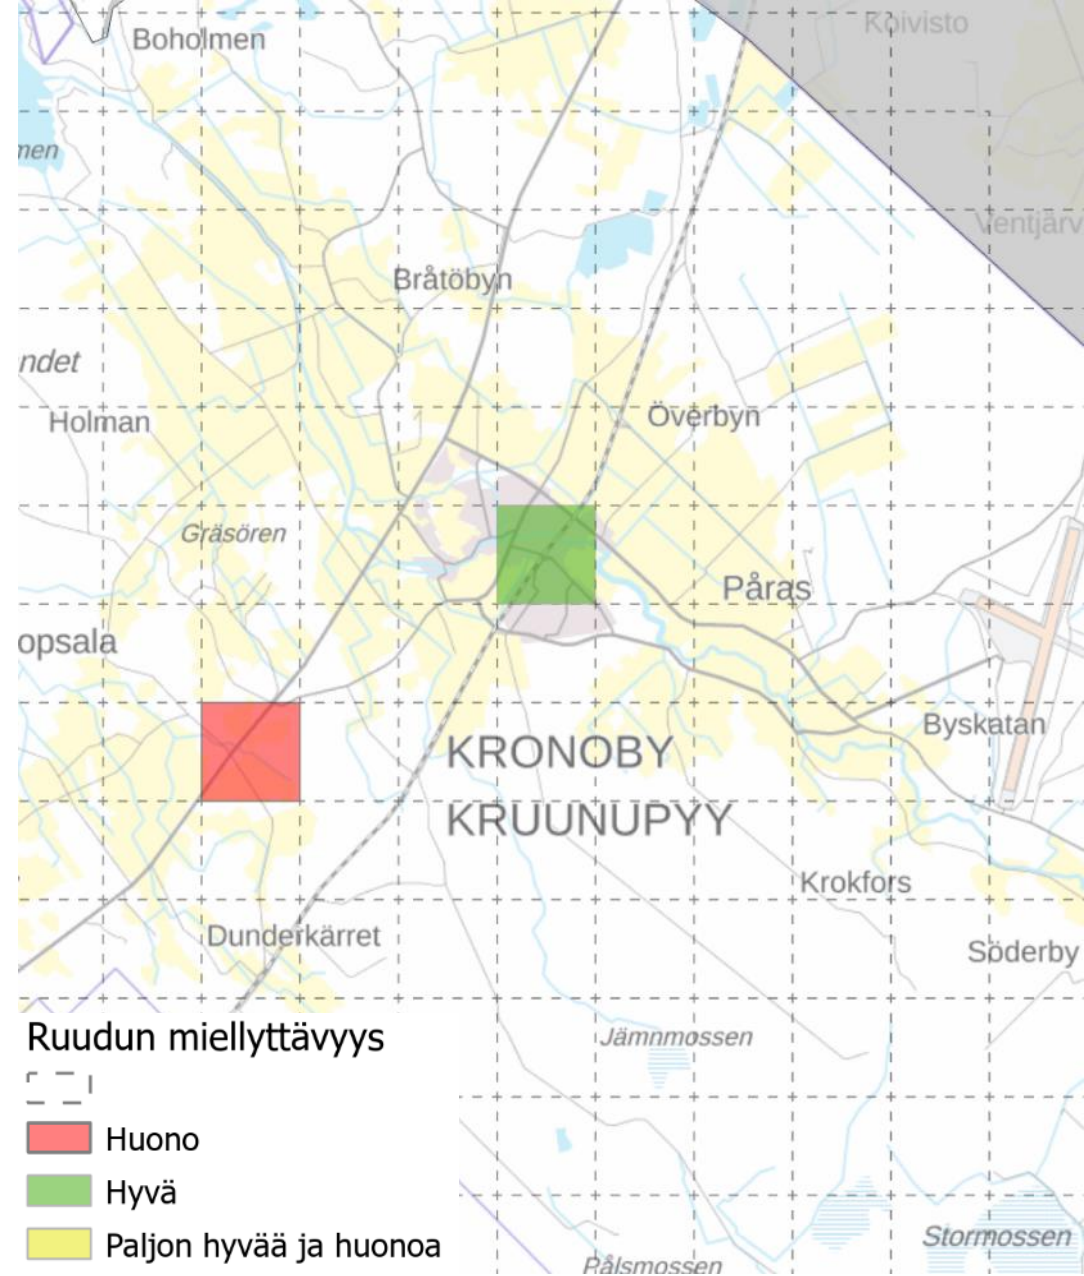 Koivisto
Boholmen
men
Ventjärv
Bråtöbyn
ndet
Holman
Överbyn
Gräsören
Påras
opsala
Byskatan
KRONOBY
KRUUNUPYY
Krokfors
Dunderkärret
Söderby
Ruudun miellyttävyys
Jämnmossen
Huono
Hyvä
Stormossen
Paljon hyvää ja huonoa
Pålsmossen